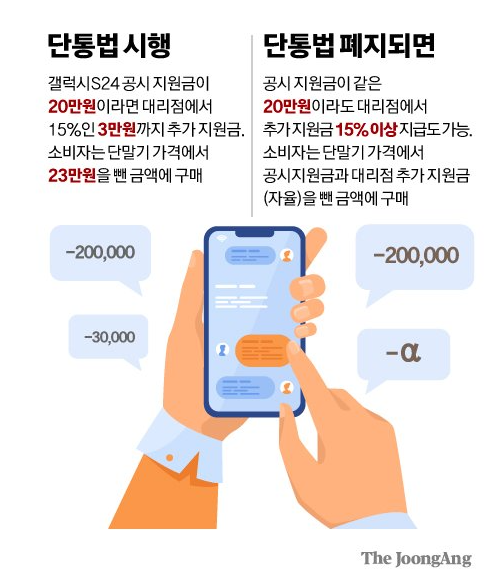 단통법 시행
갤럭시S24 공시 지원금이
20만원이라면 대리점에서
15%인 3만원까지 추가 지원금.
소비자는 단말기 가격에서
23만원을 뺀 금액에 구매
단통법 폐지되면
공시 지원금이 같은
20만원이라도 대리점에서
추가 지원금 15% 이상 지급도 가능.
소비자는 단말기 가격에서
공시지원금과 대리점 추가 지원금
(자율)을 뺀 금액에 구매
-200,000
-30,000
-200,000
-α
The JoongAng